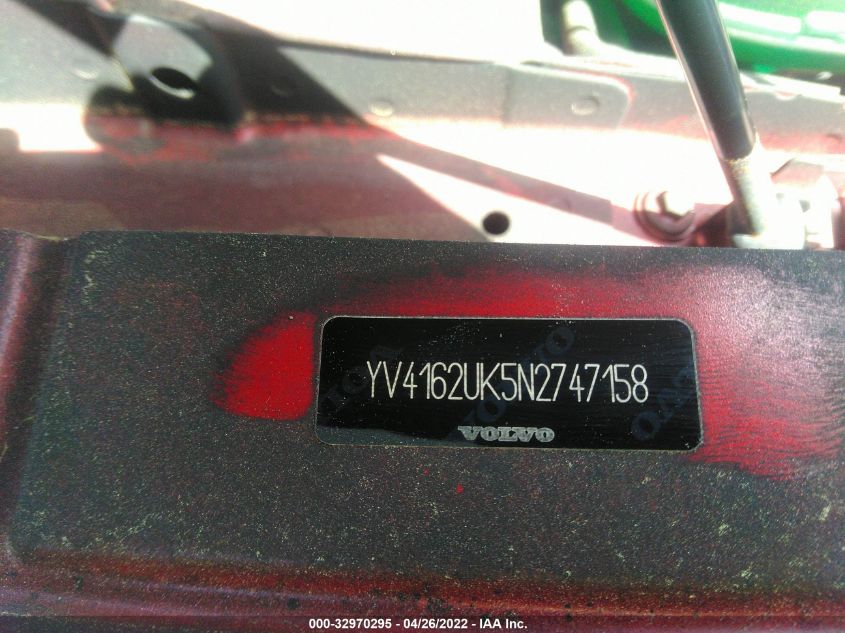 YV4162UK5N2747158
VOLVO
000-32970295 - 04/26/2022 - IAA Inc.